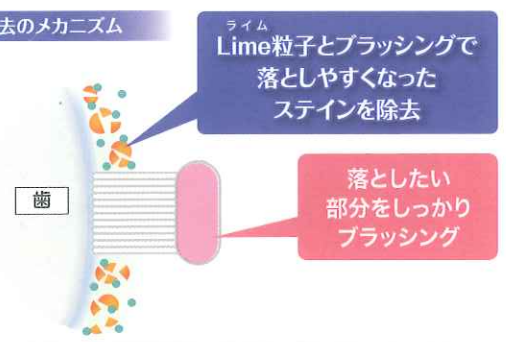 去のメカニズム
ライム
Lime粒子とブラッシングで
落としやすくなった
ステインを除去
歯
落としたい
部分をしっかり
ブラッシング